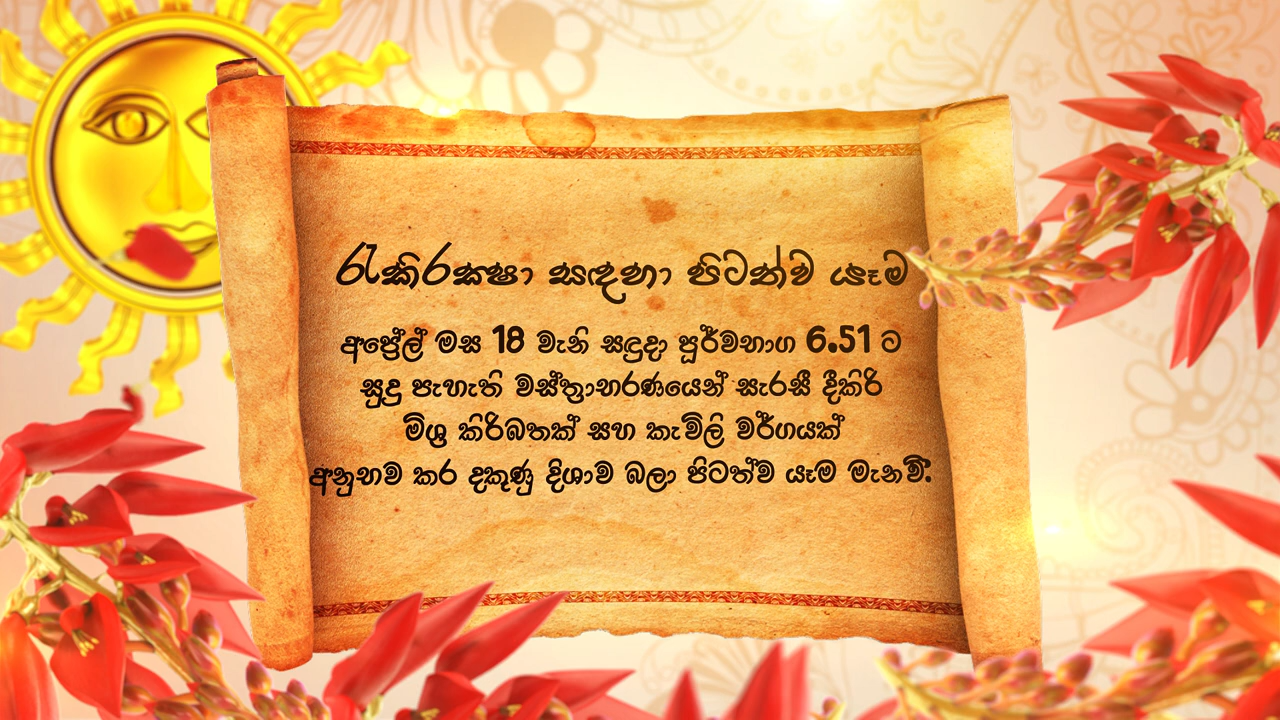 රැකිරක්ෂා සඳහා පිටත්ව යෑම
අප්‍රේල් මස 18 වැනි සඳුදා පූර්වභාග 6.51 ට
සුදු පැහැති වස්ත්‍රාභරණයෙන් සැරසී දීකිරි
මිශ්‍ර කිරිබතක් සහ කැවිලි වර්ගයක්
අනුභව කර දකුණු දිශාව බලා පිටත්ව යෑම මැනවි.